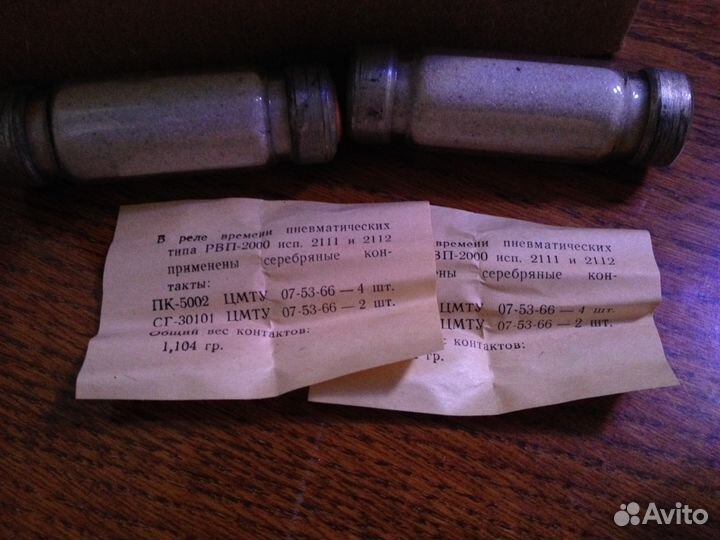 В реле времени пневматических
типа РВП-2000 исп. 2111 и 2112
применены серебряные кон-
такты:
ПК-5002 ЦМТУ 07-53-66 — 4 шт.
СГ-30101 ЦМТУ 07-53-66 — 2 шт.
Общий вес контактов:
1,104 гр.
времени пневматических
ВП-2000 исп. 2111 и 2112
серебряные кон-
ЦМТУ 07-53-66 — 4 шт.
ЦМТУ 07-53-66 — 2 шт.
контактов:
гр.
Avito